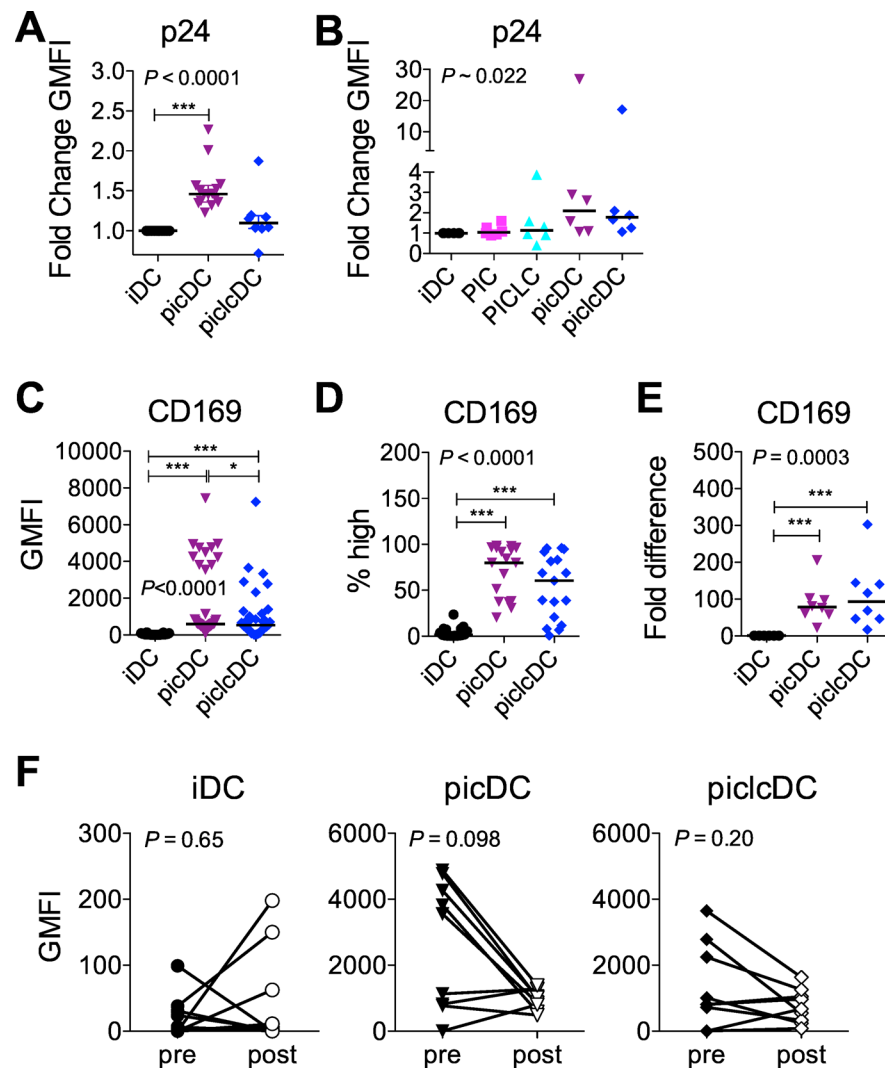 A
p24
Fold Change GMFI
3.0
2.5
2.0
1.5
1.0
P < 0.0001
***
iDC
picDC
piclcDC
B
p24
Fold Change GMFI
30
20
10
4
3
2
1
0
P ~ 0.022
iDC
PIC
PICLC
picDC
piclcDC
C
CD169
GMFI
10000
8000
6000
4000
2000
0
***
***
*
P<0.0001
iDC
picDC
piclcDC
D
CD169
% high
200
150
100
50
0
P < 0.0001
***
***
iDC
picDC
piclcDC
E
CD169
Fold difference
500
400
300
200
100
0
P = 0.0003
***
***
iDC
picDC
piclcDC
F
iDC
GMFI
300
200
100
0
P = 0.65
pre post
picDC
6000
4000
2000
0
P = 0.098
pre post
piclcDC
6000
4000
2000
0
P = 0.20
pre post